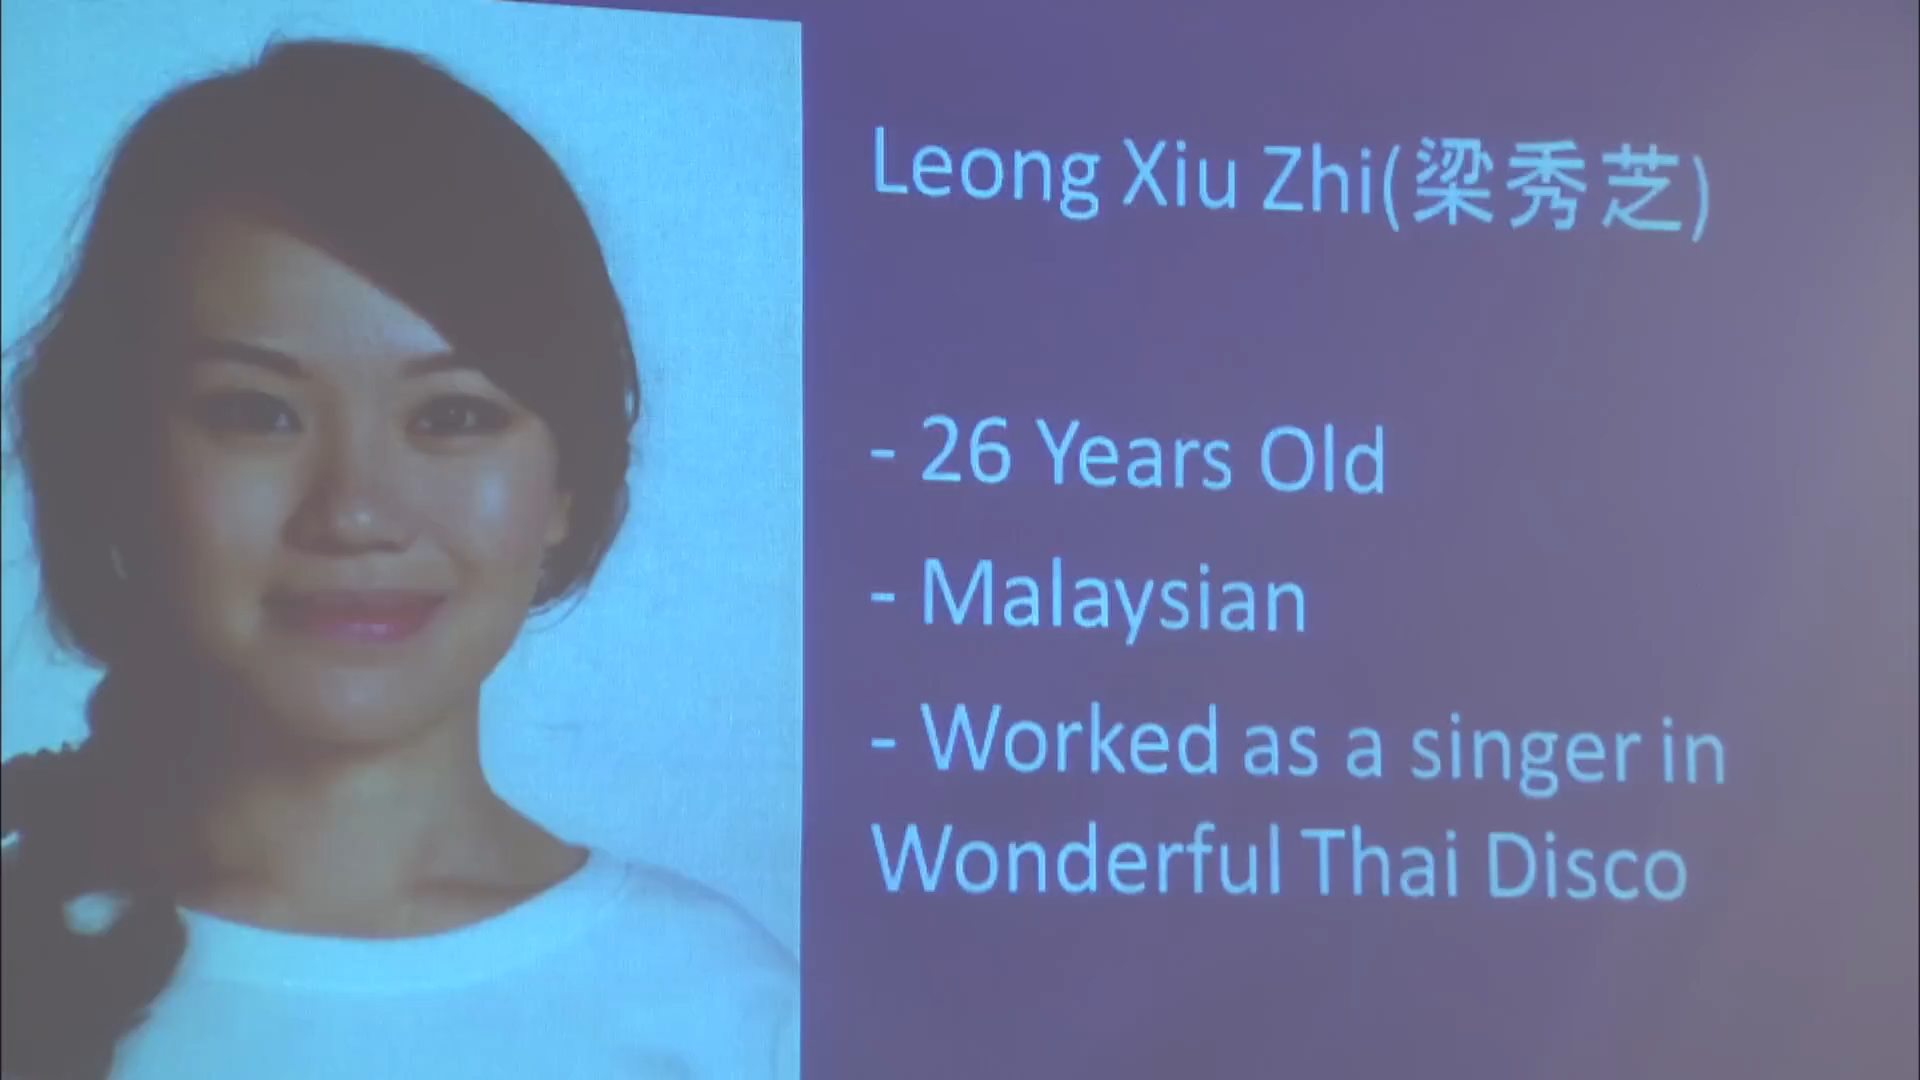 Leong Xiu Zhi(梁秀芝)
- 26 Years Old
- Malaysian
- Worked as a singer in
Wonderful Thai Disco